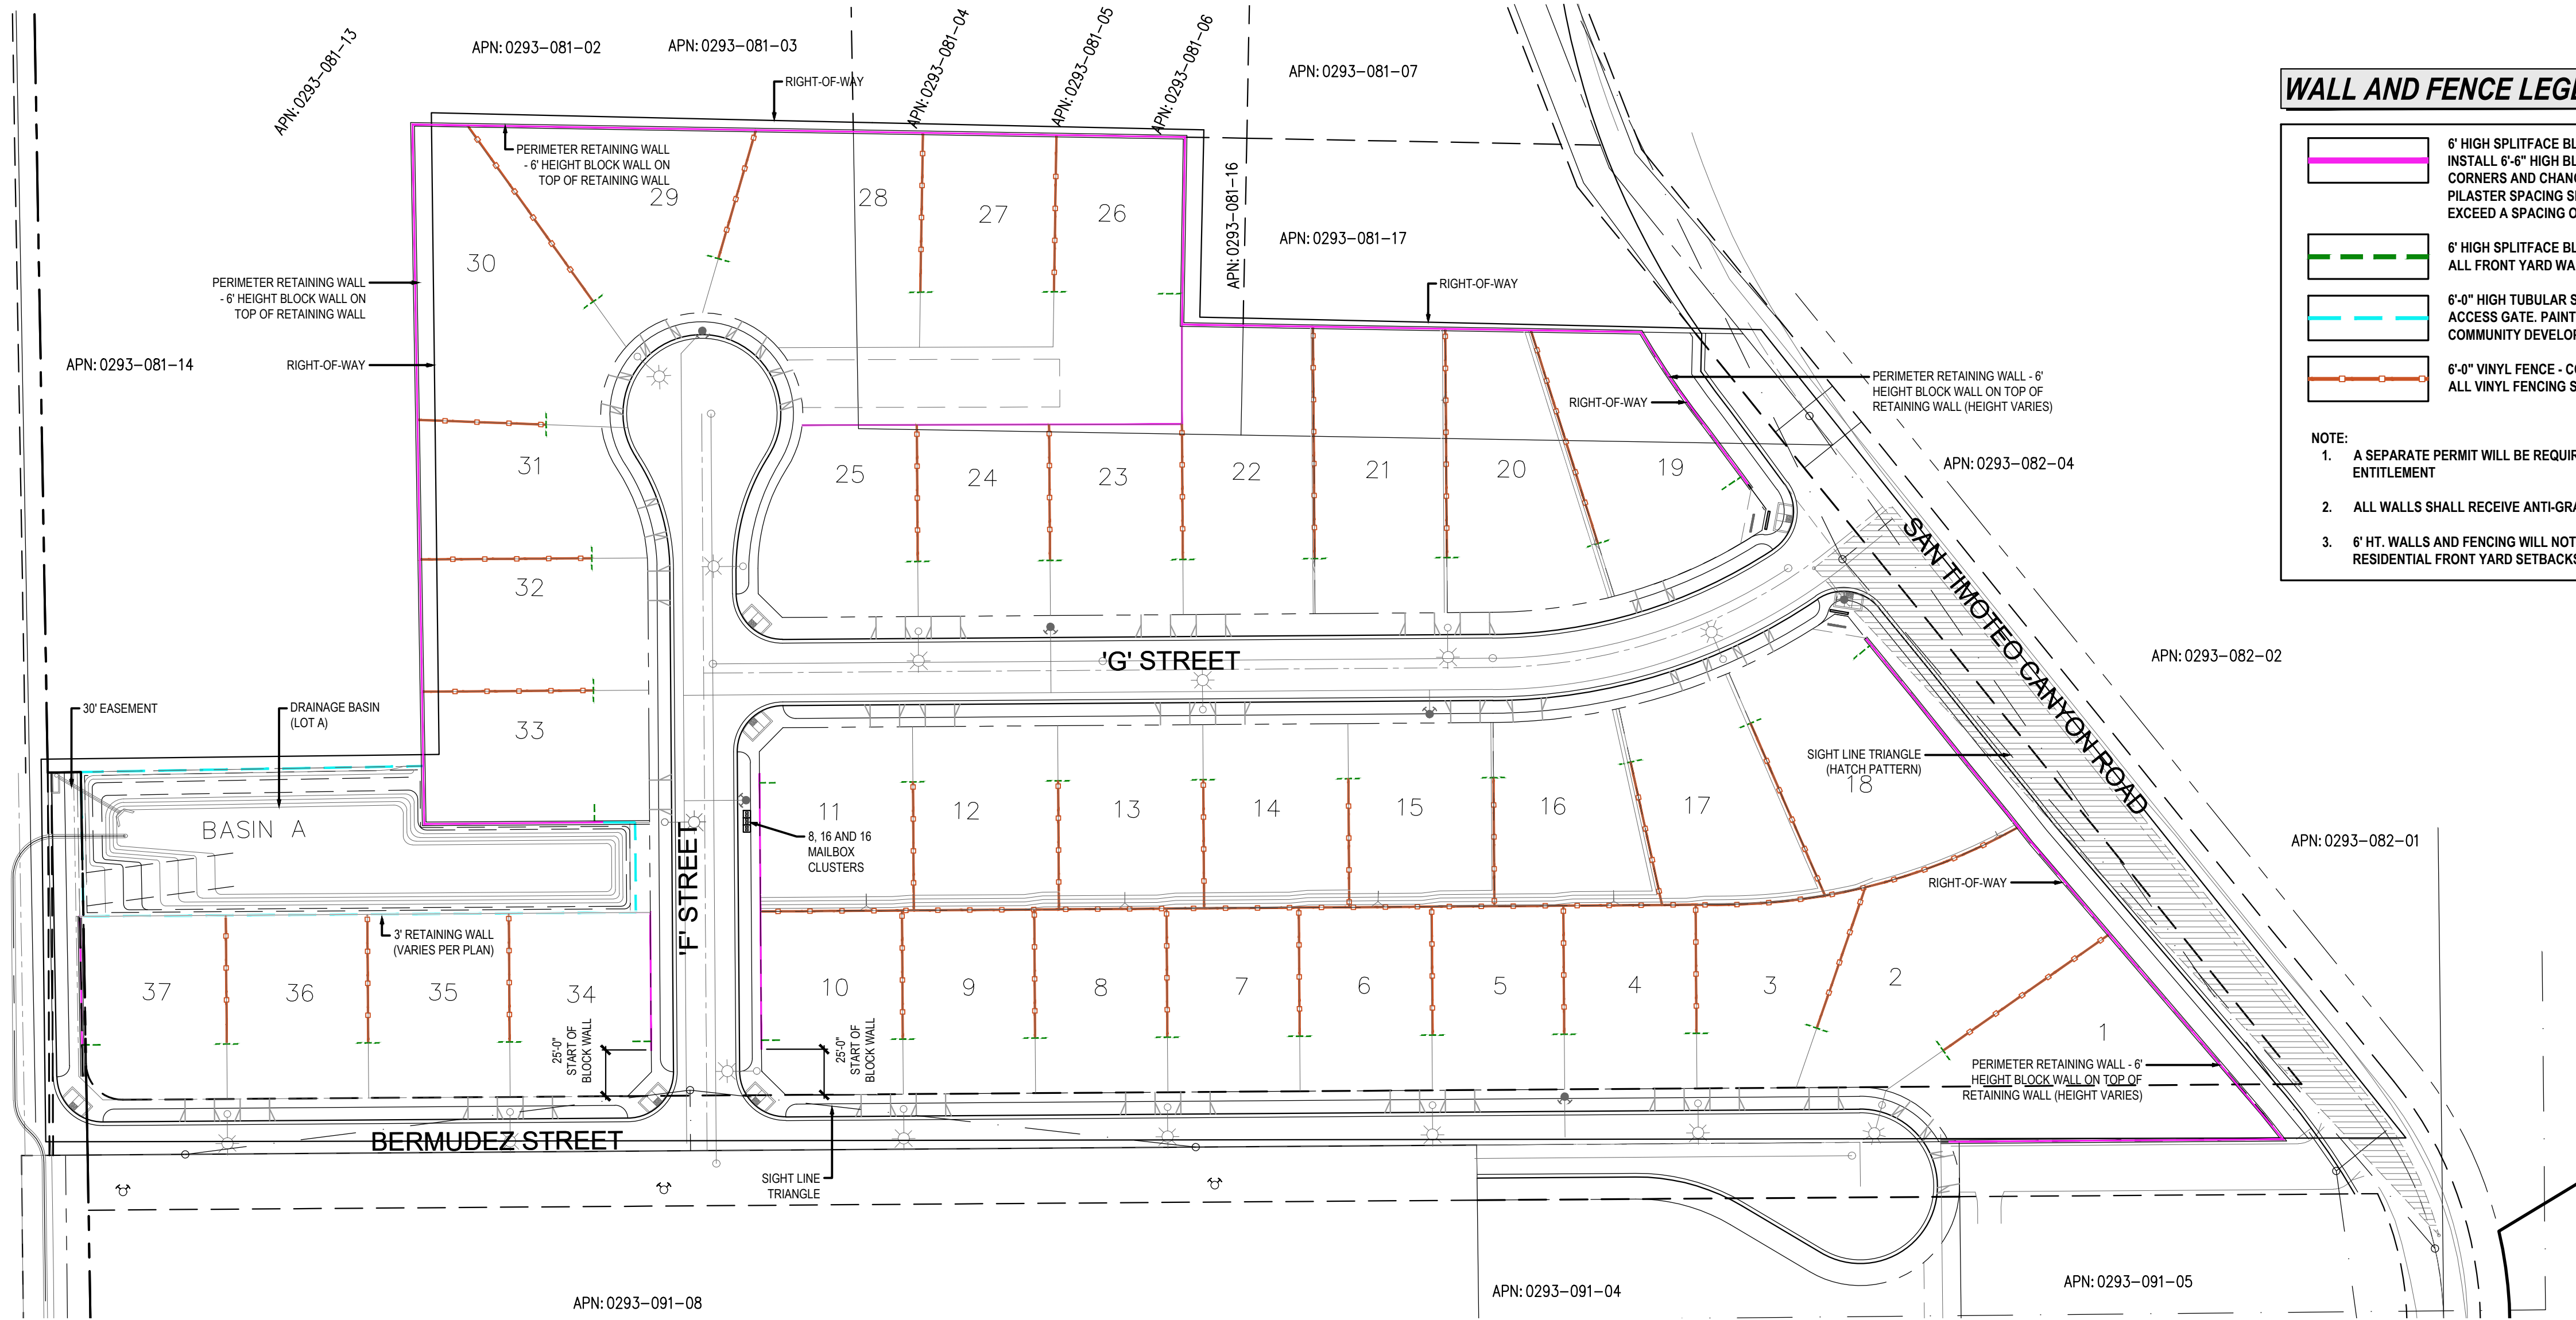 APN: 0293-081-13
APN: 0293-081-02
APN: 0293-081-03
APN: 0293-081-04
APN: 0293-081-05
APN: 0293-081-06
APN: 0293-081-07
RIGHT-OF-WAY
PERIMETER RETAINING WALL
- 6' HEIGHT BLOCK WALL ON
TOP OF RETAINING WALL
29
28
27
26
30
APN: 0293-081-16
APN: 0293-081-17
PERIMETER RETAINING WALL
- 6' HEIGHT BLOCK WALL ON
TOP OF RETAINING WALL
RIGHT-OF-WAY
APN: 0293-081-14
RIGHT-OF-WAY
RIGHT-OF-WAY
PERIMETER RETAINING WALL - 6'
HEIGHT BLOCK WALL ON TOP OF
RETAINING WALL (HEIGHT VARIES)
APN: 0293-082-04
31
25
24
23
22
21
20
19
32
33
'G' STREET
SAN TIMOTEO CANYON ROAD
APN: 0293-082-02
30' EASEMENT
DRAINAGE BASIN
(LOT A)
BASIN A
'F' STREET
8, 16 AND 16
MAILBOX
CLUSTERS
11
12
13
14
15
16
17
18
SIGHT LINE TRIANGLE
(HATCH PATTERN)
APN: 0293-082-01
RIGHT-OF-WAY
3' RETAINING WALL
(VARIES PER PLAN)
37
36
35
34
10
9
8
7
6
5
4
3
2
1
25'-0"
START OF
BLOCK WALL
25'-0"
START OF
BLOCK WALL
PERIMETER RETAINING WALL - 6'
HEIGHT BLOCK WALL ON TOP OF
RETAINING WALL (HEIGHT VARIES)
BERMUDEZ STREET
SIGHT LINE
TRIANGLE
APN: 0293-091-08
APN: 0293-091-04
APN: 0293-091-05
WALL AND FENCE LEG
6' HIGH SPLITFACE BL
INSTALL 6'-6" HIGH BL
CORNERS AND CHAN
PILASTER SPACING S
EXCEED A SPACING O
6' HIGH SPLITFACE BL
ALL FRONT YARD WA
6'-0" HIGH TUBULAR S
ACCESS GATE. PAINT
COMMUNITY DEVELO
6'-0" VINYL FENCE - C
ALL VINYL FENCING S
NOTE:
1. A SEPARATE PERMIT WILL BE REQUI
ENTITLEMENT
2. ALL WALLS SHALL RECEIVE ANTI-GRA
3. 6' HT. WALLS AND FENCING WILL NOT
RESIDENTIAL FRONT YARD SETBACKS